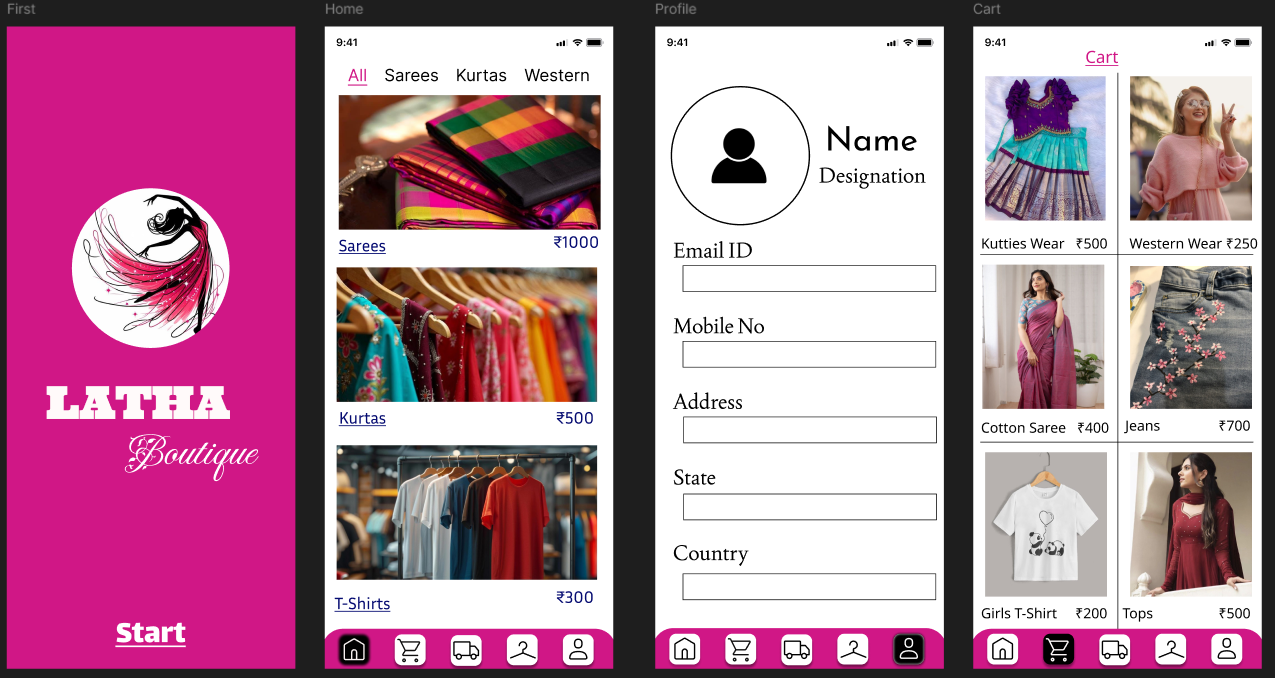 First
LATHA
Boutique
Start
Home
9:41
All Sarees Kurtas Western
Sarees ₹1000
Kurtas ₹500
T-Shirts ₹300
Profile
9:41
Name
Designation
Email ID
Mobile No
Address
State
Country
Cart
9:41
Cart
Kutties Wear ₹500
Western Wear ₹250
Cotton Saree ₹400
Jeans ₹700
Girls T-Shirt ₹200
Tops ₹500